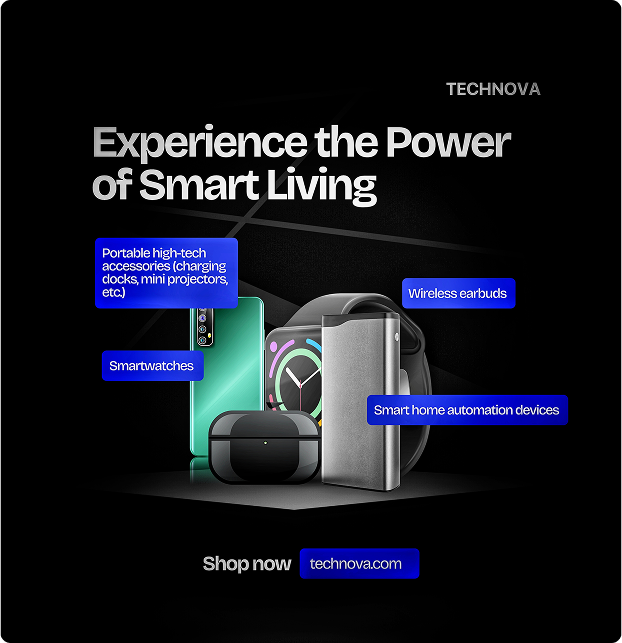 TECHNOVA
Experience the Power
of Smart Living
Portable high-tech
accessories (charging
docks, mini projectors,
etc.)
Wireless earbuds
Smartwatches
Smart home automation devices
Shop now technova.com